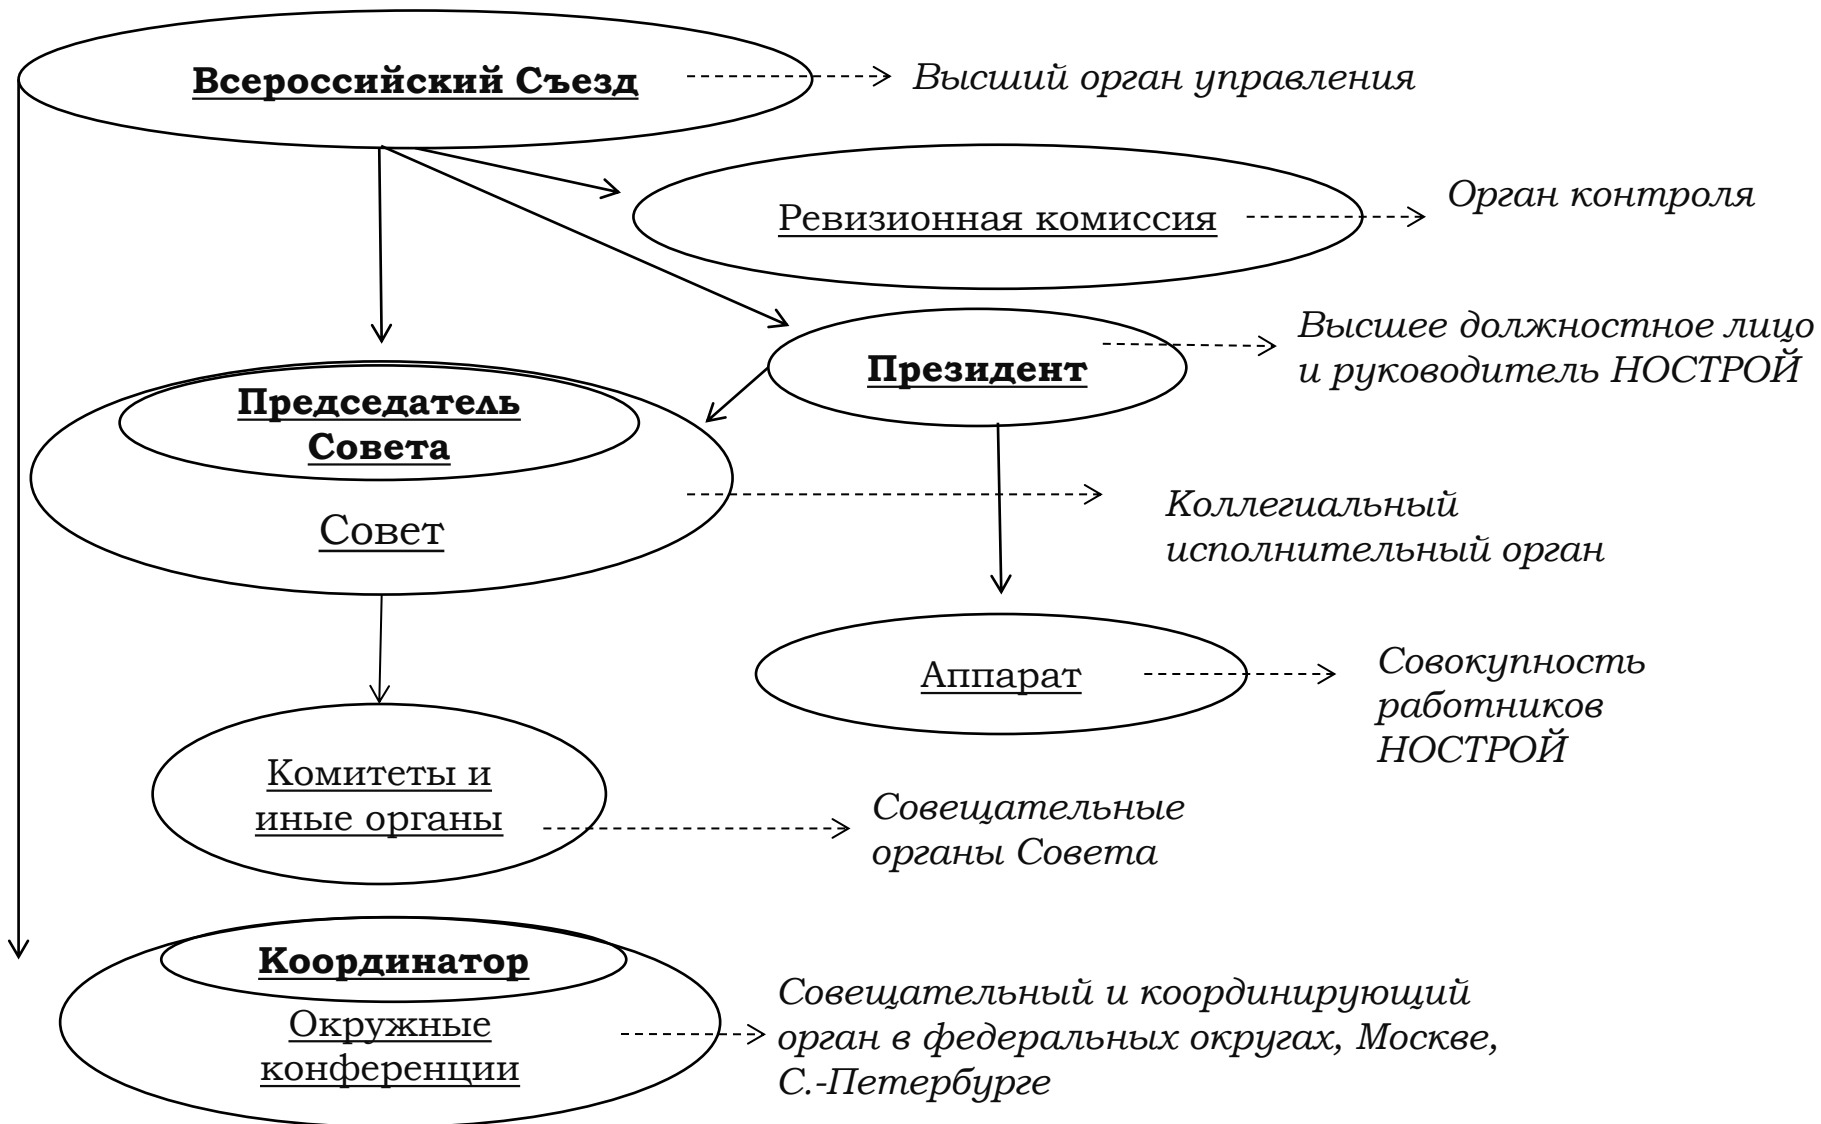 Всероссийский Съезд
Высший орган управления
Ревизионная комиссия
Орган контроля
Президент
Высшее должностное лицо
и руководитель НОСТРОЙ
Председатель
Совета
Совет
Коллегиальный
исполнительный орган
Аппарат
Совокупность
работников
НОСТРОЙ
Комитеты и
иные органы
Совещательные
органы Совета
Координатор
Окружные
конференции
Совещательный и координирующий
орган в федеральных округах, Москве,
С.-Петербурге